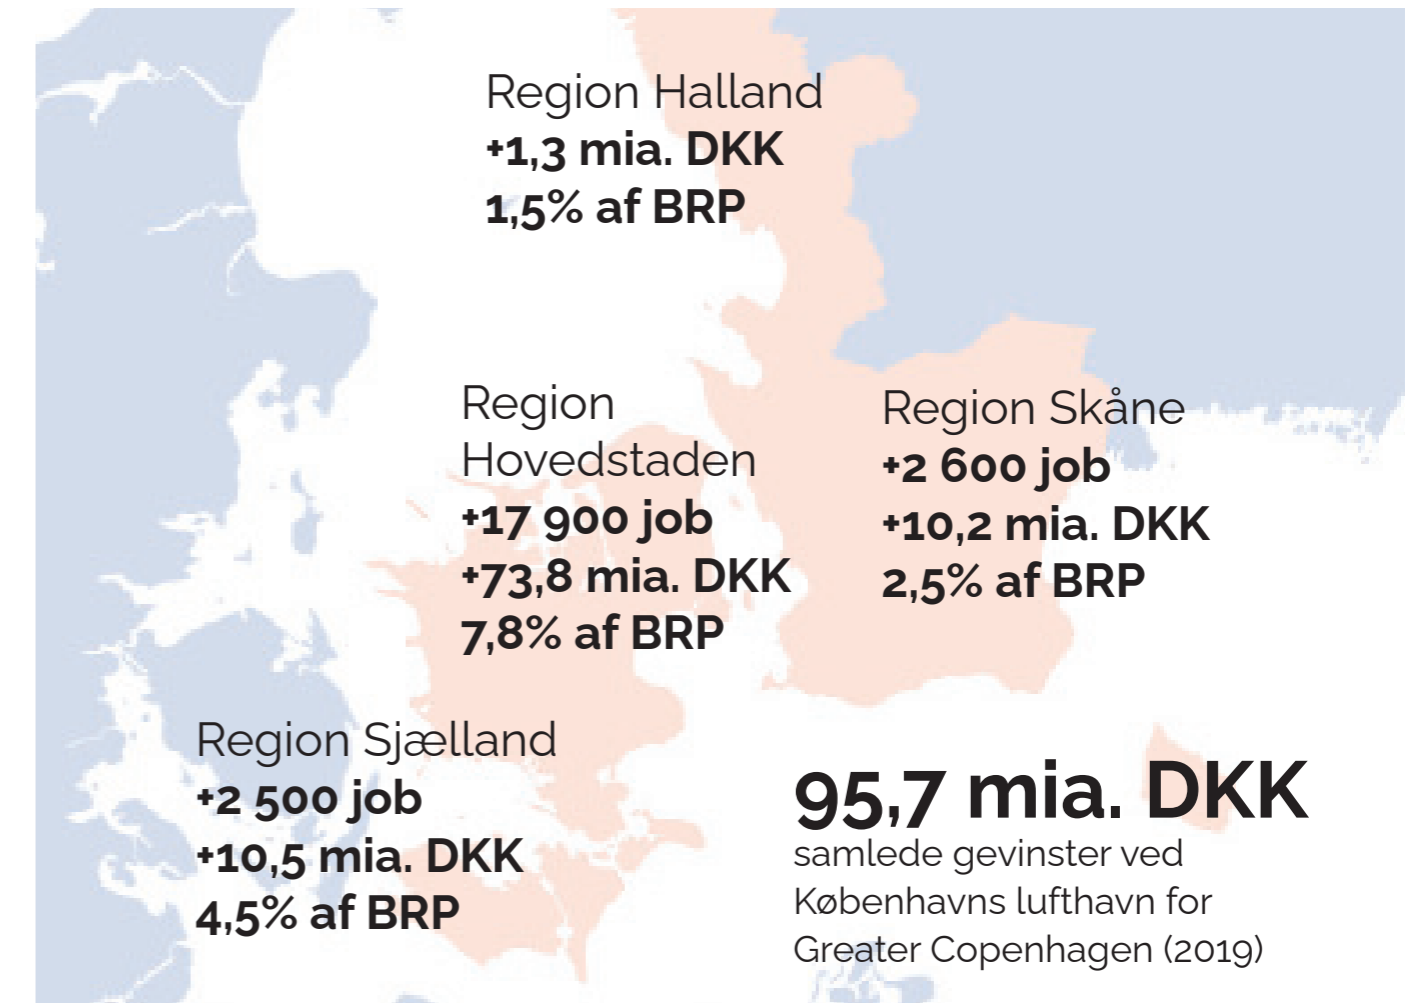 Region Halland
+1,3 mia. DKK
1,5% af BRP
Region
Hovedstaden
+17 900 job
+73,8 mia. DKK
7,8% af BRP
Region Skåne
+2 600 job
+10,2 mia. DKK
2,5% af BRP
Region Sjælland
+2 500 job
+10,5 mia. DKK
4,5% af BRP
95,7 mia. DKK
samlede gevinster ved
Københavns lufthavn for
Greater Copenhagen (2019)